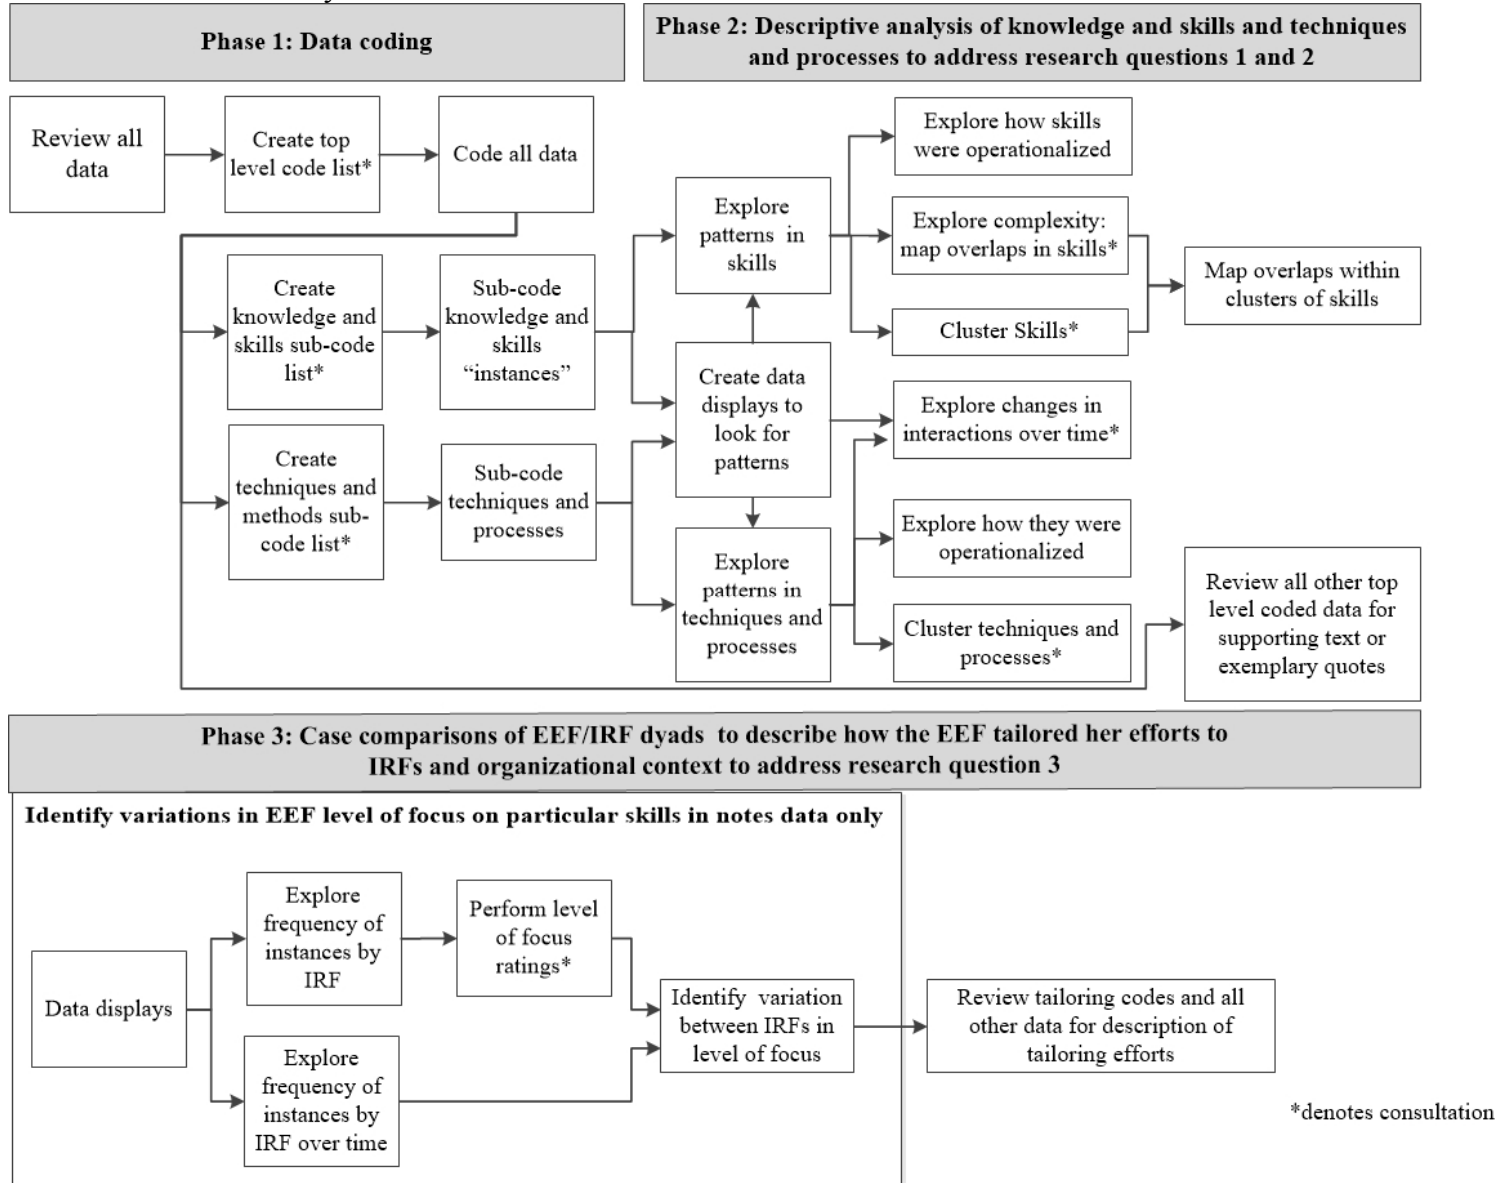 Phase 1: Data coding
Phase 2: Descriptive analysis of knowledge and skills and techniques
and processes to address research questions 1 and 2
Review all
data
Create top
level code list*
Code all data
Explore how skills
were operationalized
Explore
patterns in
skills
Explore complexity:
map overlaps in skills*
Map overlaps within
clusters of skills
Create
knowledge and
skills sub-code
list*
Sub-code
knowledge and
skills
“instances”
Cluster Skills*
Create data
displays to
look for
patterns
Explore changes in
interactions over time*
Create
techniques and
methods sub-
code list*
Sub-code
techniques and
processes
Explore how they were
operationalized
Explore
patterns in
techniques and
processes
Cluster techniques and
processes*
Review all other top
level coded data for
supporting text or
exemplary quotes
Phase 3: Case comparisons of EEF/IRF dyads to describe how the EEF tailored her efforts to
IRFs and organizational context to address research question 3
Identify variations in EEF level of focus on particular skills in notes data only
Data displays
Explore
frequency of
instances by
IRF
Perform level
of focus
ratings*
Explore
frequency of
instances by
IRF over time
Identify variation
between IRFs in
level of focus
Review tailoring codes and all
other data for description of
tailoring efforts
*denotes consultation